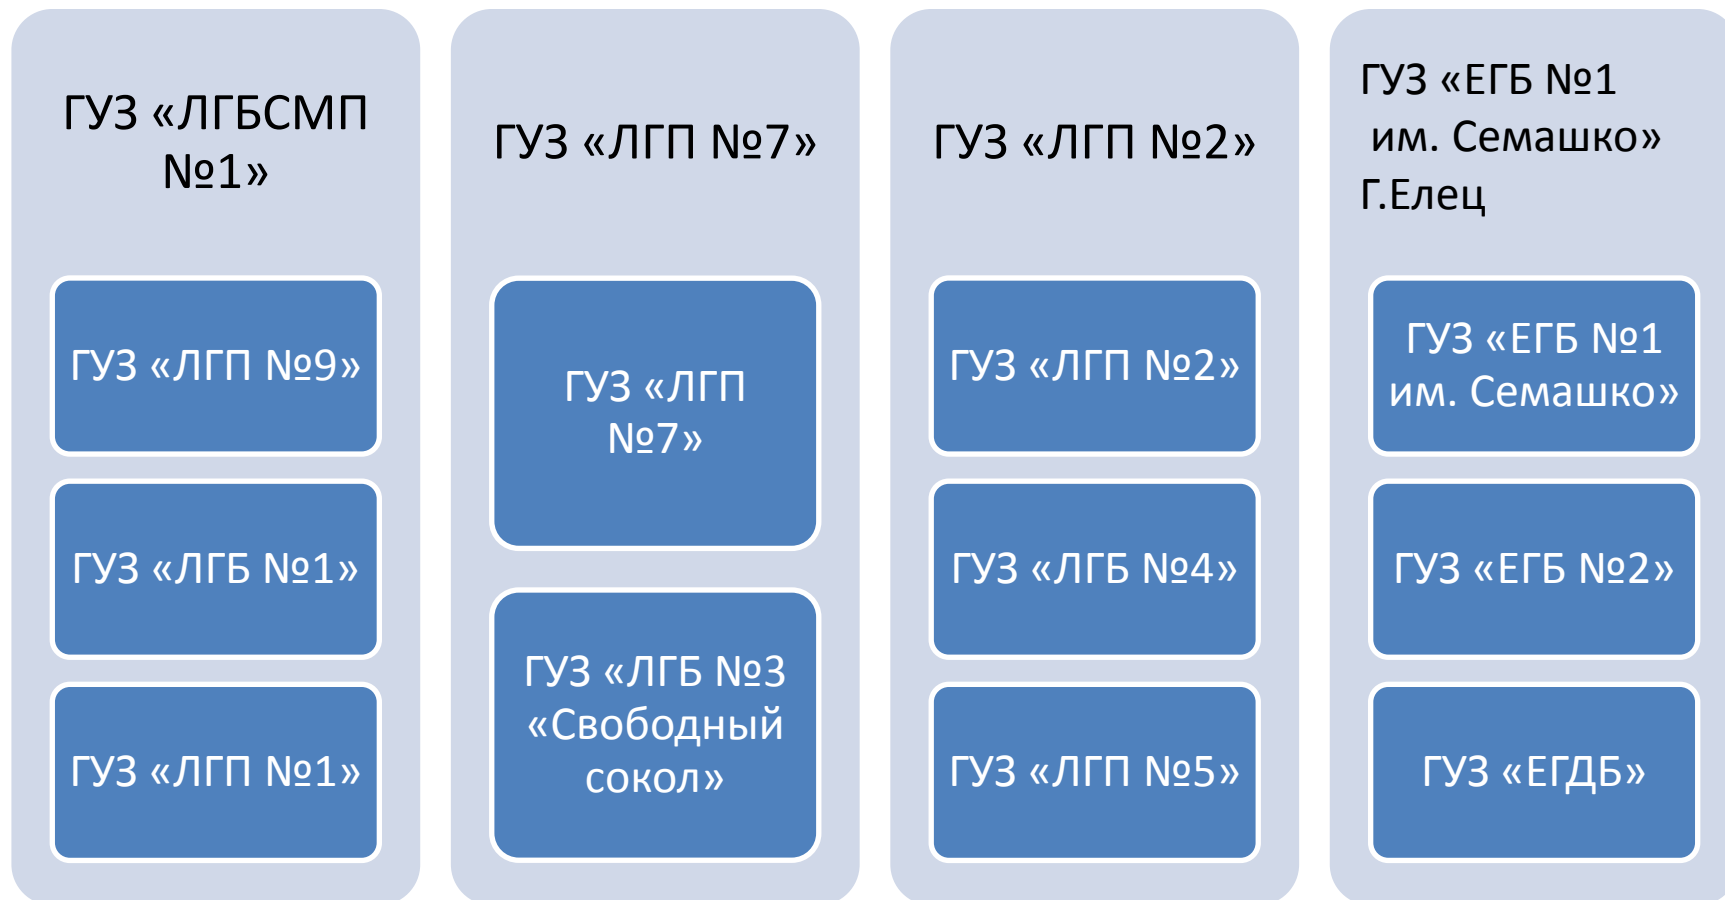 ГУЗ «ЛГБСМП
№1»
ГУЗ «ЛГП №9»
ГУЗ «ЛГБ №1»
ГУЗ «ЛГП №1»
ГУЗ «ЛГП №7»
ГУЗ «ЛГП
№7»
ГУЗ «ЛГБ №3
«Свободный
сокол»
ГУЗ «ЛГП №2»
ГУЗ «ЛГП №2»
ГУЗ «ЛГБ №4»
ГУЗ «ЛГП №5»
ГУЗ «ЕГБ №1
им. Семашко»
Г.Елец
ГУЗ «ЕГБ №1
им. Семашко»
ГУЗ «ЕГБ №2»
ГУЗ «ЕГДБ»